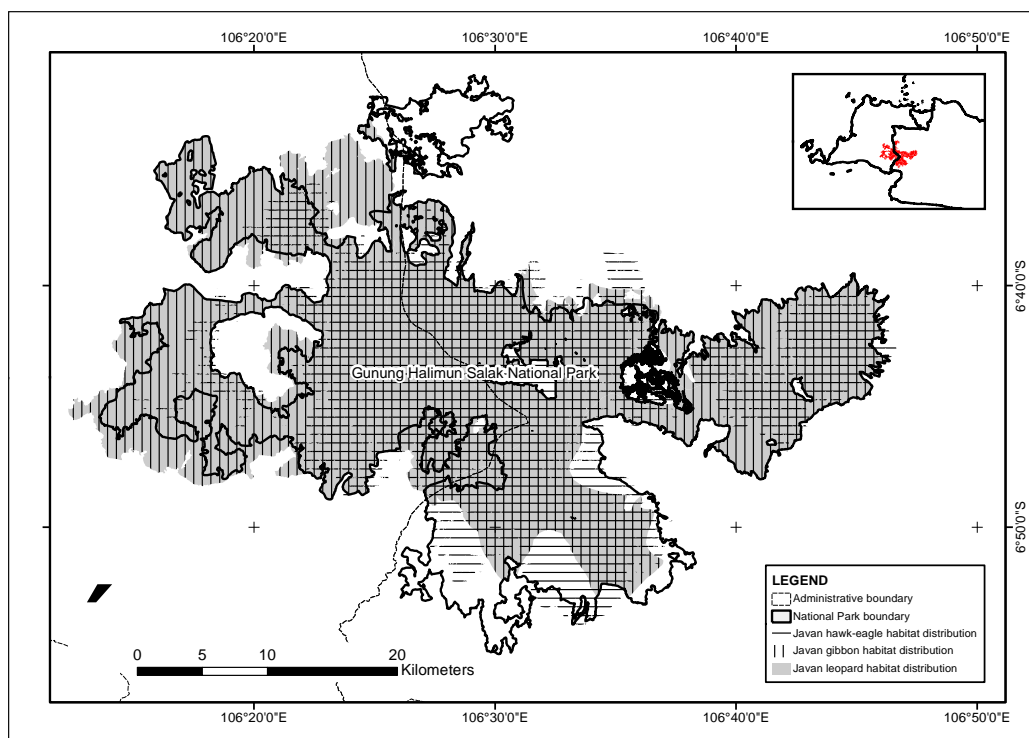 106°20'0"E 106°30'0"E 106°40'0"E 106°50'0"E
6°40'0"S
Gunung Halimun Salak National Park
6°50'0"S
LEGEND
Administrative boundary
National Park boundary
Javan hawk-eagle habitat distribution
Javan gibbon habitat distribution
Javan leopard habitat distribution
0 5 10 20
Kilometers
106°20'0"E 106°30'0"E 106°40'0"E 106°50'0"E